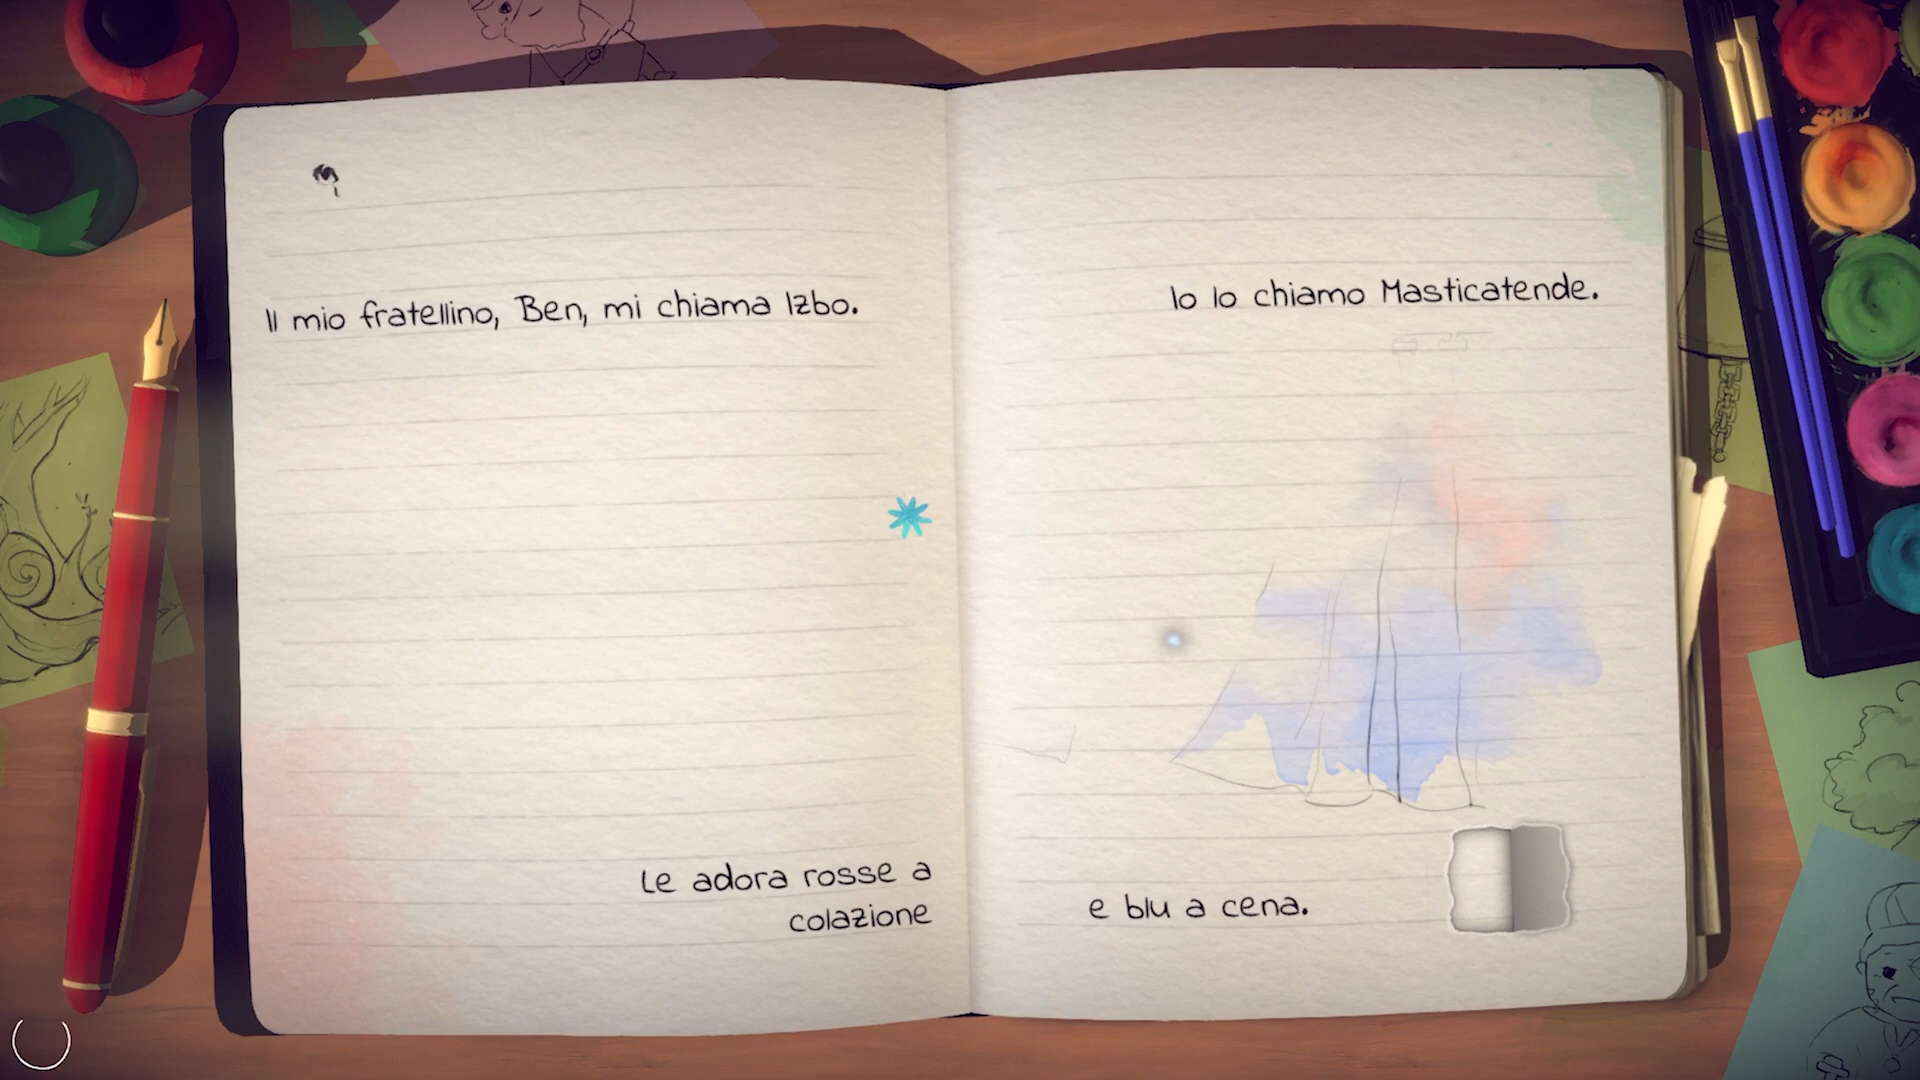 Il mio fratellino, Ben, mi chiama Izbo.
Le adora rosse a
colazione
Io lo chiamo Masticatende.
e blu a cena.